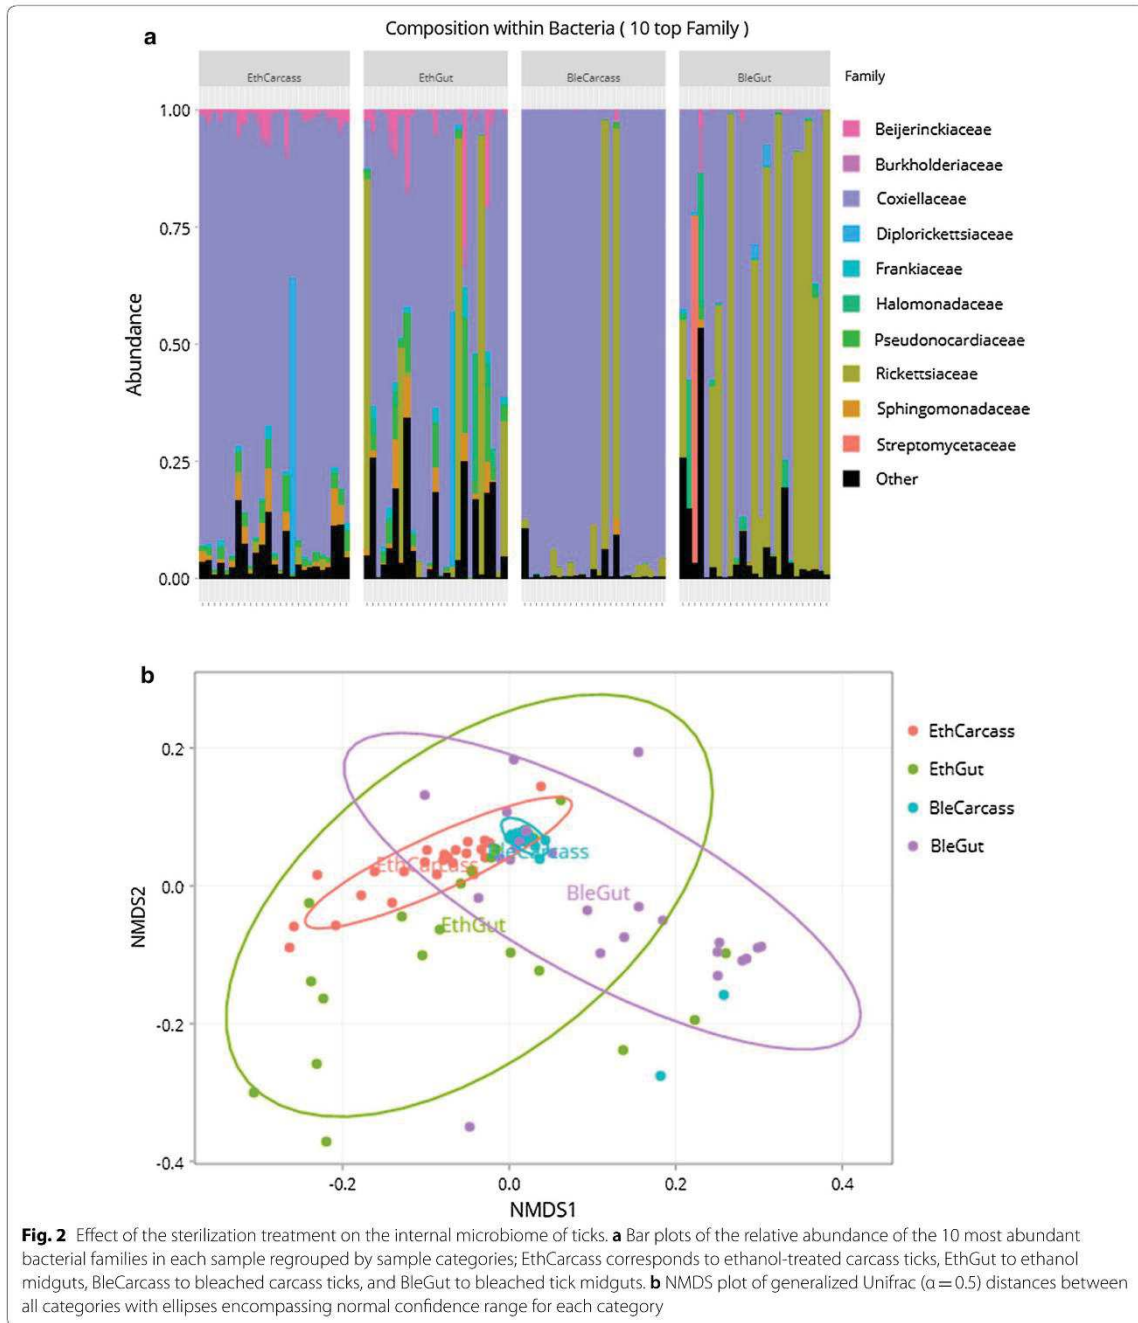 a
Composition within Bacteria ( 10 top Family )
EthCarcass
EthGut
BleCarcass
BleGut
Family
Abundance
1.00
0.75
0.50
0.25
0.00
Beijerinckiaceae
Burkholderiaceae
Coxiellaceae
Diplorickettsiaceae
Frankiaceae
Halomonadaceae
Pseudonocardiaceae
Rickettsiaceae
Sphingomonadaceae
Streptomycetaceae
Other
b
NMDS2
0.2
0.0
-0.2
-0.4
EthCarcass
BleCarcass
BleGut
EthGut
-0.2
0.0
0.2
0.4
NMDS1
EthCarcass
EthGut
BleCarcass
BleGut
Fig. 2 Effect of the sterilization treatment on the internal microbiome of ticks. a Bar plots of the relative abundance of the 10 most abundant
bacterial families in each sample regrouped by sample categories; EthCarcass corresponds to ethanol-treated carcass ticks, EthGut to ethanol
midguts, BleCarcass to bleached carcass ticks, and BleGut to bleached tick midguts. b NMDS plot of generalized Unifrac (α = 0.5) distances between
all categories with ellipses encompassing normal confidence range for each category